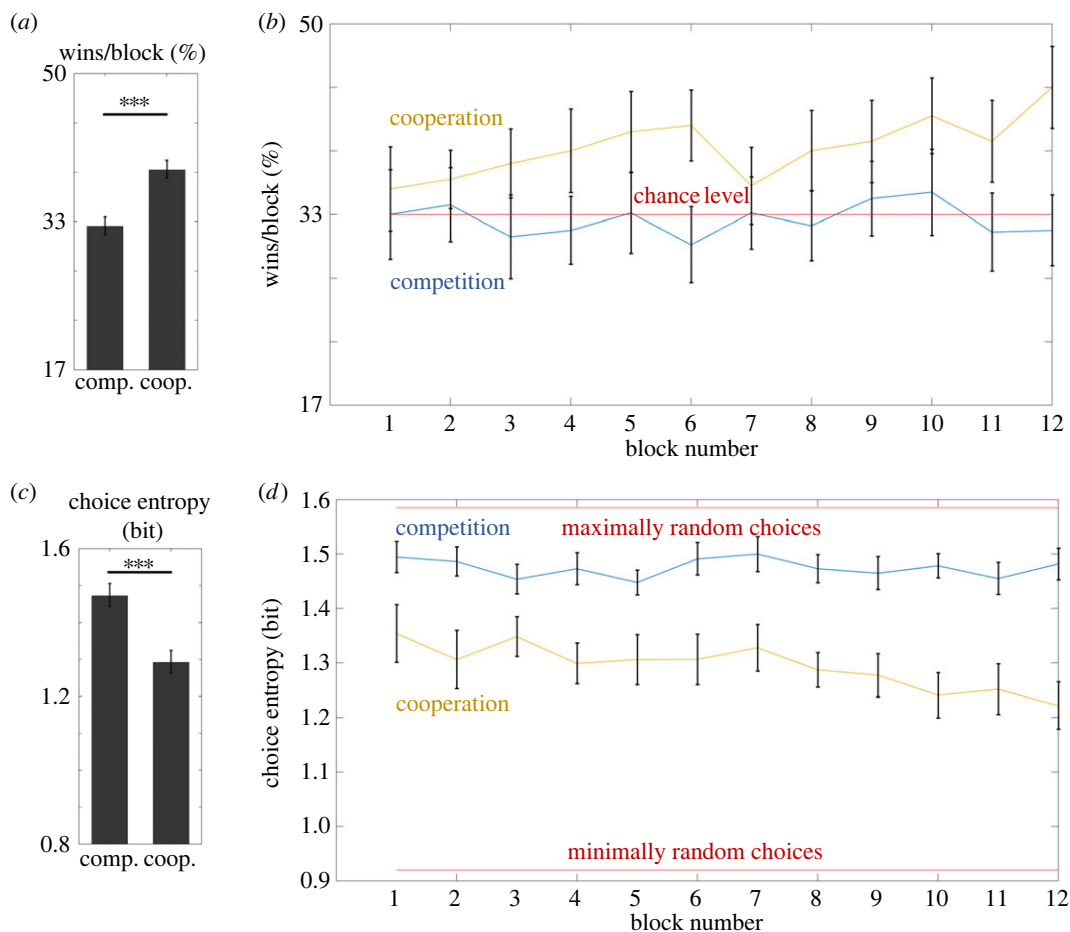 (a)
wins/block (%)
50
***
33
17
comp. coop.
(b)
50
cooperation
chance level
33
competition
17
wins/block (%)
1 2 3 4 5 6 7 8 9 10 11 12
block number
(c)
choice entropy
(bit)
1.6
***
1.2
0.8
comp. coop.
(d)
1.6
competition
maximally random choices
1.5
1.4
1.3
cooperation
1.2
1.1
1.0
minimally random choices
0.9
choice entropy (bit)
1 2 3 4 5 6 7 8 9 10 11 12
block number